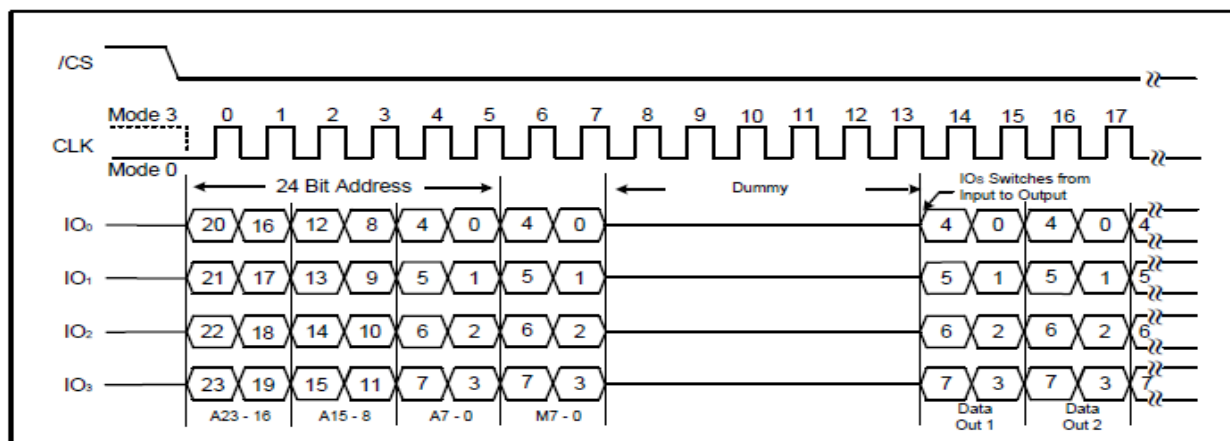 /CS
Mode 3 0 1 2 3 4 5 6 7 8 9 10 11 12 13 14 15 16 17
CLK
Mode 0
24 Bit Address Dummy IOs Switches from
Input to Output
IO₀ 20 16 12 8 4 0 4 0 4 0 4 0 4
IO₁ 21 17 13 9 5 1 5 1 5 1 5 1 5
IO₂ 22 18 14 10 6 2 6 2 6 2 6 2 6
IO₃ 23 19 15 11 7 3 7 3 7 3 7 3 7
A23 - 16 A15 - 8 A7 - 0 M7 - 0 Data Data
Out 1 Out 2